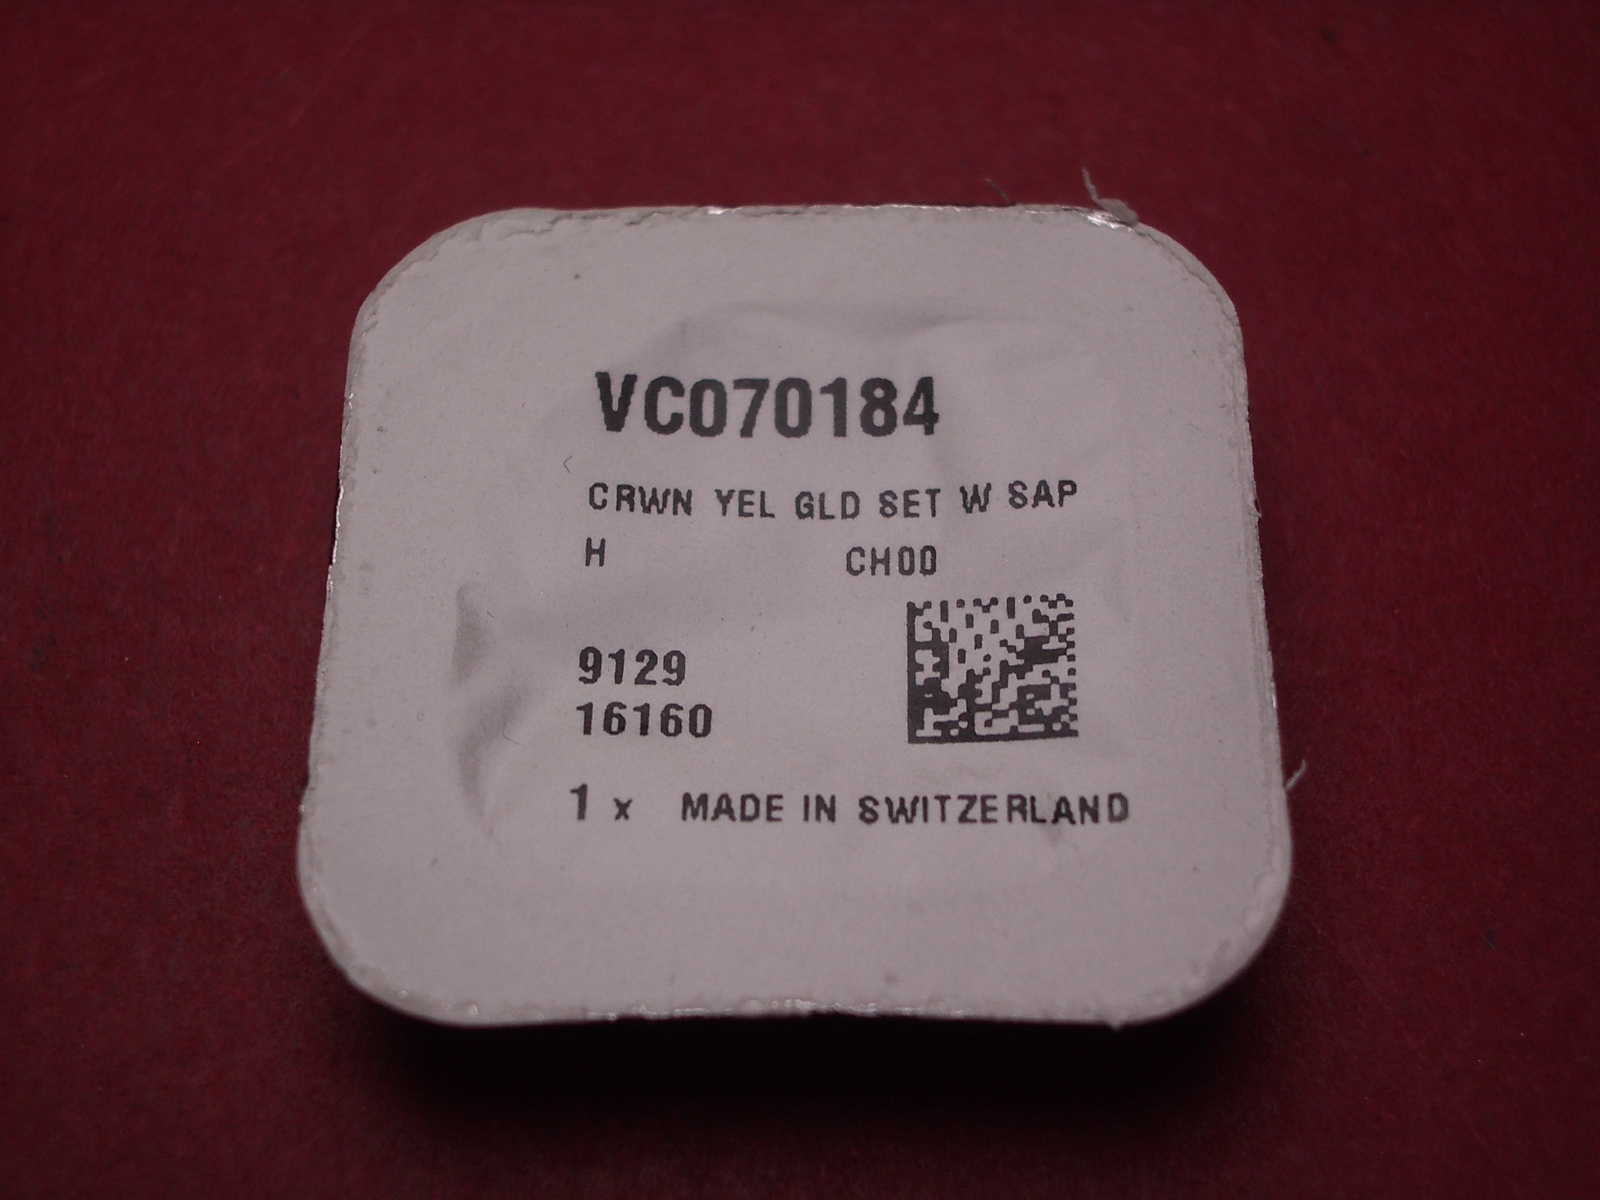 VC070184
CRWN YEL GLD SET W SAP
H CH00
9129
16160
1 x MADE IN SWITZERLAND